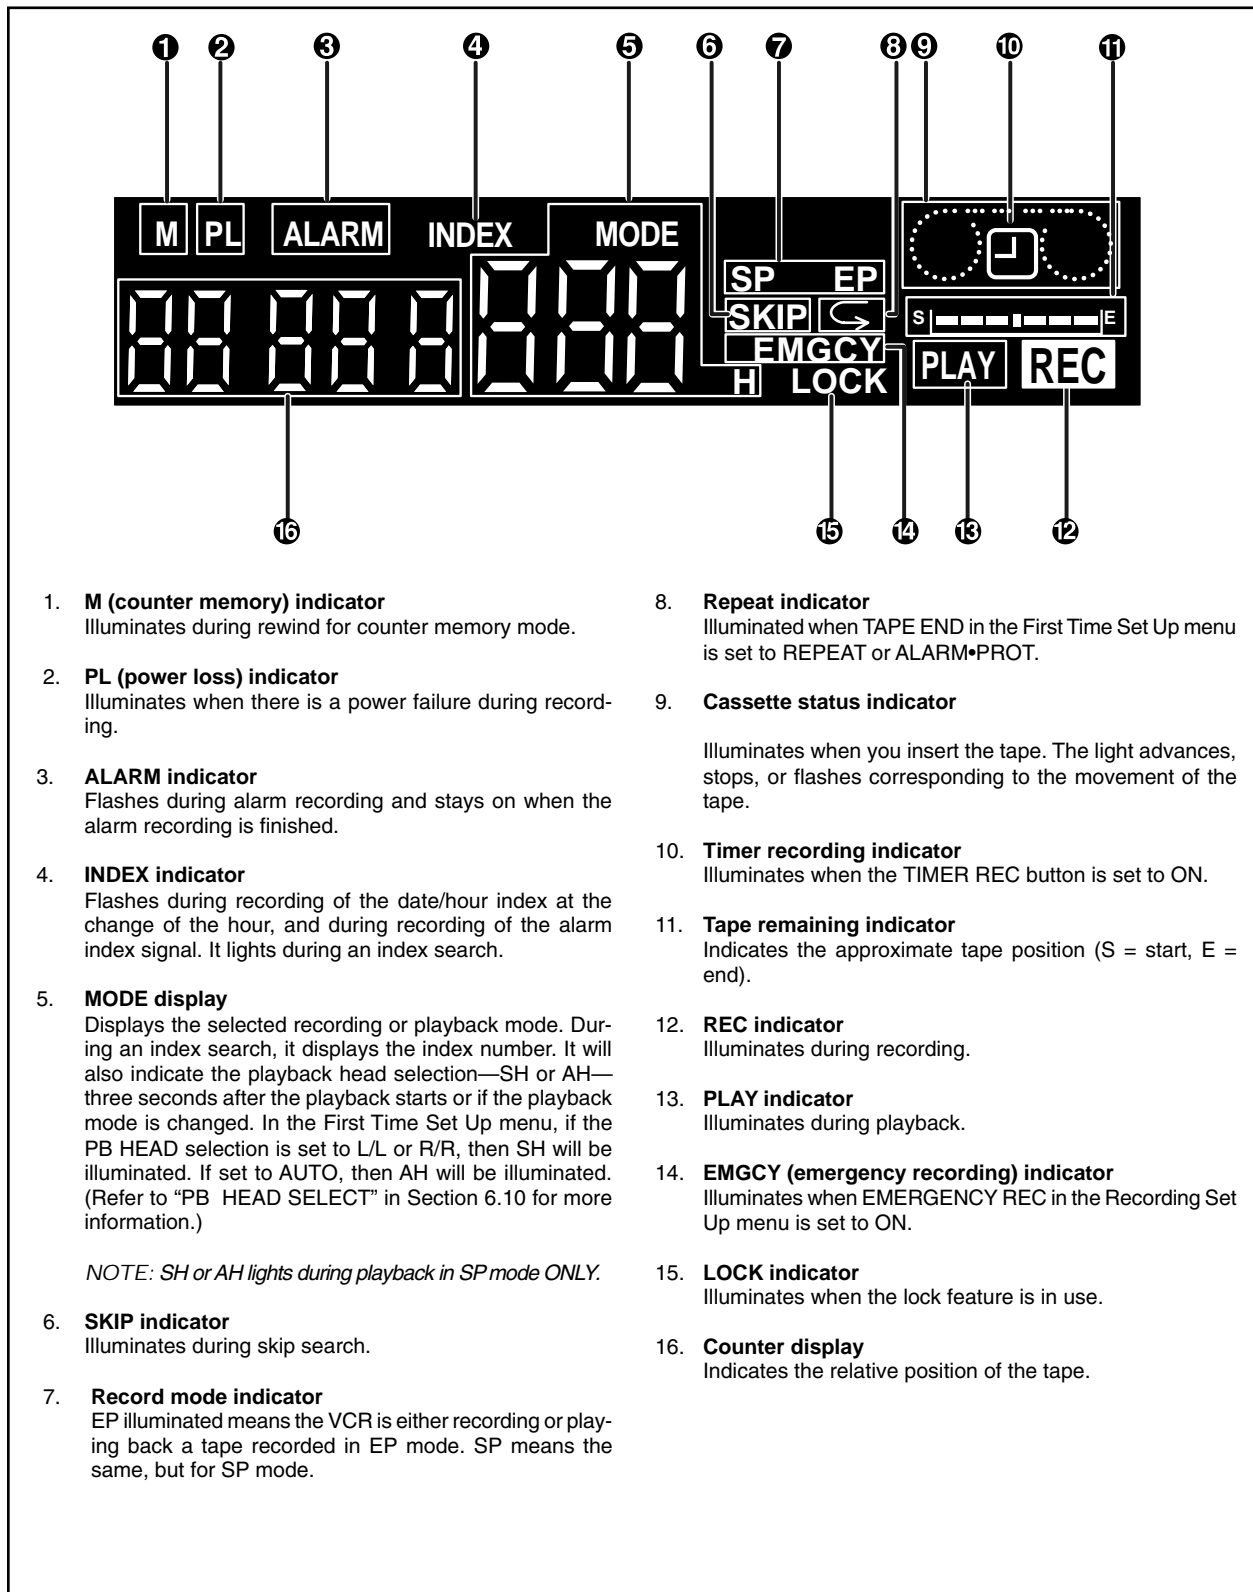 1 2 3 4 5 6 7 8 9 10 11
M PL ALARM INDEX MODE
SP EP
SKIP
S E
EMGCY
PLAY REC
H LOCK
16 15 14 13 12
1. M (counter memory) indicator
Illuminates during rewind for counter memory mode.
2. PL (power loss) indicator
Illuminates when there is a power failure during record-
ing.
3. ALARM indicator
Flashes during alarm recording and stays on when the
alarm recording is finished.
4. INDEX indicator
Flashes during recording of the date/hour index at the
change of the hour, and during recording of the alarm
index signal. It lights during an index search.
5. MODE display
Displays the selected recording or playback mode. Dur-
ing an index search, it displays the index number. It will
also indicate the playback head selection—SH or AH—
three seconds after the playback starts or if the playback
mode is changed. In the First Time Set Up menu, if the
PB HEAD selection is set to L/L or R/R, then SH will be
illuminated. If set to AUTO, then AH will be illuminated.
(Refer to “PB HEAD SELECT” in Section 6.10 for more
information.)
NOTE: SH or AH lights during playback in SP mode ONLY.
6. SKIP indicator
Illuminates during skip search.
7. Record mode indicator
EP illuminated means the VCR is either recording or play-
ing back a tape recorded in EP mode. SP means the
same, but for SP mode.
8. Repeat indicator
Illuminated when TAPE END in the First Time Set Up menu
is set to REPEAT or ALARM•PROT.
9. Cassette status indicator
Illuminates when you insert the tape. The light advances,
stops, or flashes corresponding to the movement of the
tape.
10. Timer recording indicator
Illuminates when the TIMER REC button is set to ON.
11. Tape remaining indicator
Indicates the approximate tape position (S = start, E =
end).
12. REC indicator
Illuminates during recording.
13. PLAY indicator
Illuminates during playback.
14. EMGCY (emergency recording) indicator
Illuminates when EMERGENCY REC in the Recording Set
Up menu is set to ON.
15. LOCK indicator
Illuminates when the lock feature is in use.
16. Counter display
Indicates the relative position of the tape.